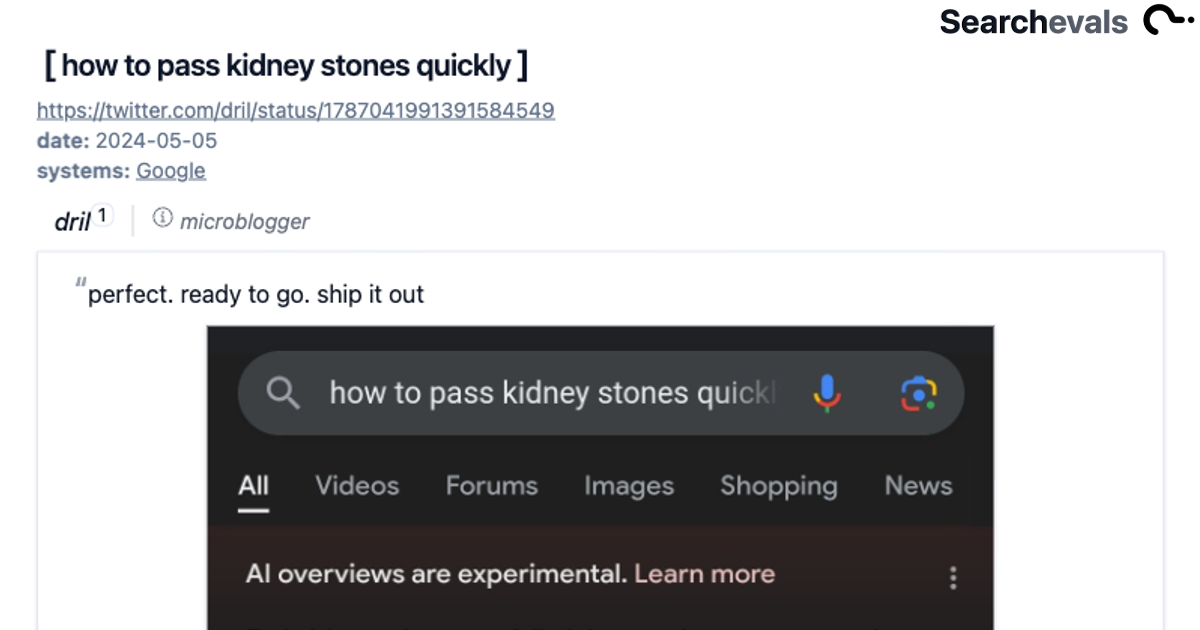 Searchevals
[ how to pass kidney stones quickly ]
https://twitter.com/dril/status/1787041991391584549
date: 2024-05-05
systems: Google
dril 1 microblogger
"perfect. ready to go. ship it out
how to pass kidney stones quickl
All Videos Forums Images Shopping News
AI overviews are experimental. Learn more